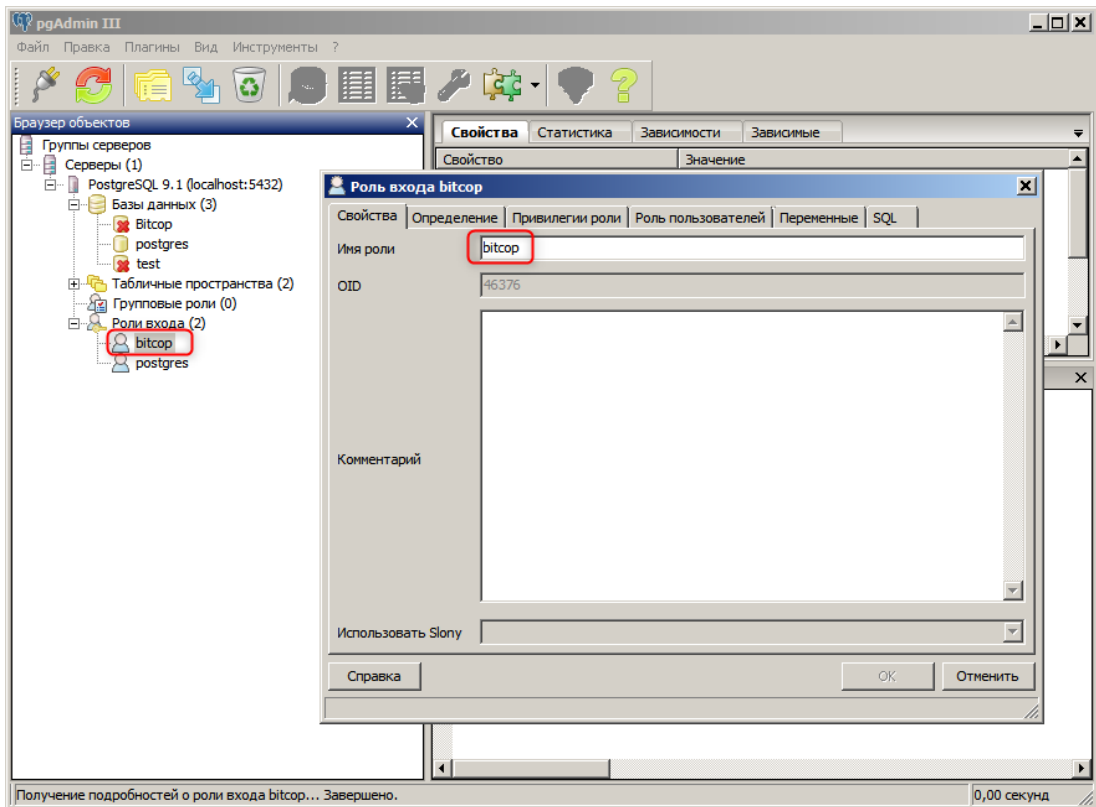 pgAdmin III
Файл Правка Плагины Вид Инструменты ?
Браузер объектов
Группы серверов
Серверы (1)
PostgreSQL 9.1 (localhost:5432)
Базы данных (3)
Bitcop
postgres
test
Табличные пространства (2)
Групповые роли (0)
Роли входа (2)
bitcop
postgres
Свойства Статистика Зависимости Зависимые
Свойство Значение
Роль входа bitcop
Свойства Определение Привилегии роли Роль пользователей Переменные SQL
Имя роли bitcop
OID 46376
Комментарий
Использовать Slony
Справка OK Отменить
Получение подробностей о роли входа bitcop... Завершено. 0,00 секунд